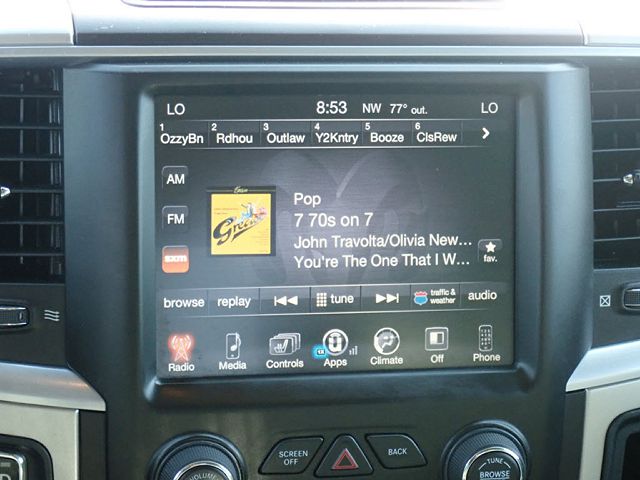 LO 8:53 NW 77° out. LO
1 OzzyBn 2 Rdhou 3 Outlaw 4 Y2Kntry 5 Booze 6 ClsRew
AM
FM
sxm
Grease
Pop
7 70s on 7
John Travolta/Olivia New...
You're The One That I W...
fav.
browse replay tune traffic & weather audio
Radio Media Controls Apps Climate Off Phone
SCREEN OFF
BACK
VOLUME
TUNE
BROWSE